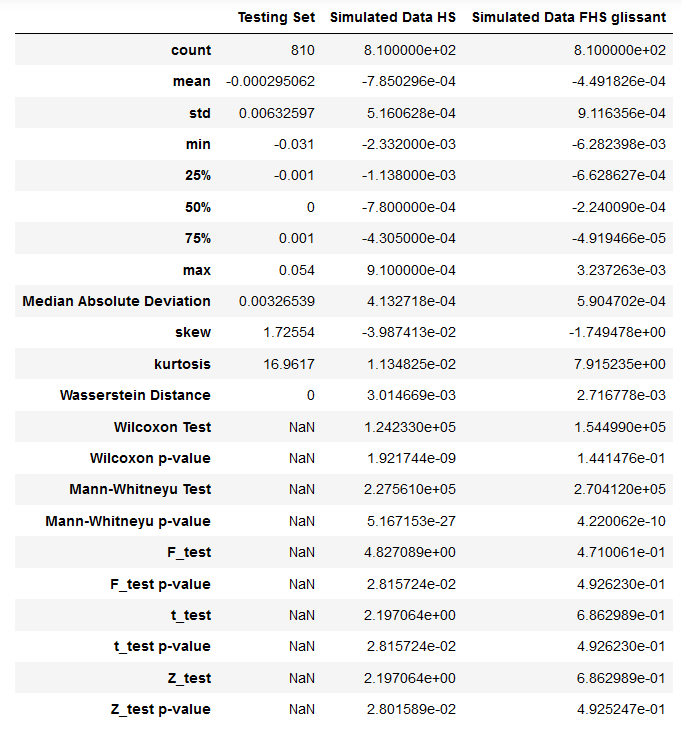 Testing Set Simulated Data HS Simulated Data FHS glissant
count 810 8.100000e+02 8.100000e+02
mean -0.000295062 -7.850296e-04 -4.491826e-04
std 0.00632597 5.160628e-04 9.116356e-04
min -0.031 -2.332000e-03 -6.282398e-03
25% -0.001 -1.138000e-03 -6.628627e-04
50% 0 -7.800000e-04 -2.240090e-04
75% 0.001 -4.305000e-04 -4.919466e-05
max 0.054 9.100000e-04 3.237263e-03
Median Absolute Deviation 0.00326539 4.132718e-04 5.904702e-04
skew 1.72554 -3.987413e-02 -1.749478e+00
kurtosis 16.9617 1.134825e-02 7.915235e+00
Wasserstein Distance 0 3.014669e-03 2.716778e-03
Wilcoxon Test NaN 1.242330e+05 1.544990e+05
Wilcoxon p-value NaN 1.921744e-09 1.441476e-01
Mann-Whitneyu Test NaN 2.275610e+05 2.704120e+05
Mann-Whitneyu p-value NaN 5.167153e-27 4.220062e-10
F_test NaN 4.827089e+00 4.710061e-01
F_test p-value NaN 2.815724e-02 4.926230e-01
t_test NaN 2.197064e+00 6.862989e-01
t_test p-value NaN 2.815724e-02 4.926230e-01
Z_test NaN 2.197064e+00 6.862989e-01
Z_test p-value NaN 2.801589e-02 4.925247e-01